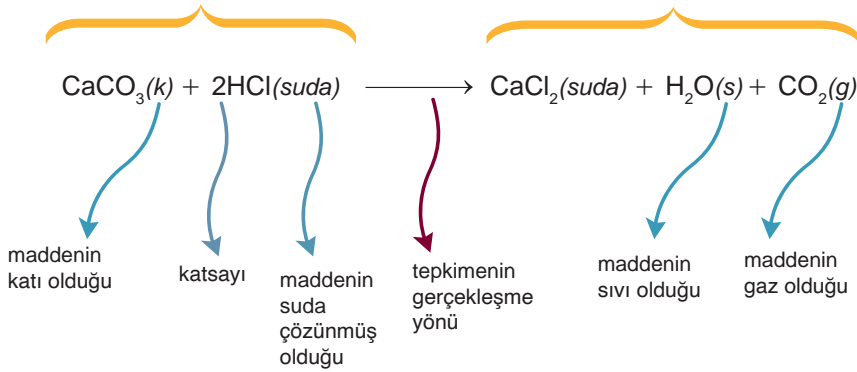 CaCO₃(k) + 2HCl(suda) ⟶ CaCl₂(suda) + H₂O(s) + CO₂(g)
maddenin
katı olduğu
katsayı
maddenin
suda
çözünmüş
olduğu
tepkimenin
gerçekleşme
yönü
maddenin
sıvı olduğu
maddenin
gaz olduğu